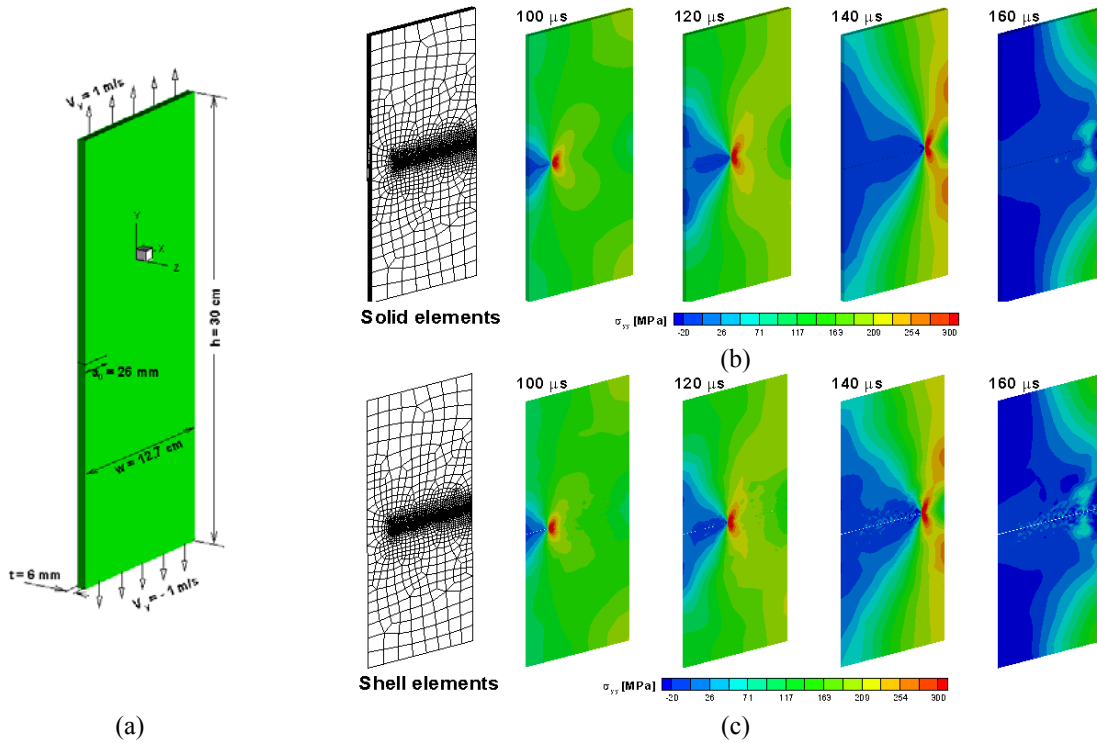 V_y = 1 m/s
Y
X
Z
a_0 = 26 mm
h = 30 cm
w = 12.7 cm
t = 6 mm
V_y = - 1 m/s
(a)
100 μs
120 μs
140 μs
160 μs
Solid elements
σ_yy [MPa]
-20 26 71 117 163 209 254 300
(b)
100 μs
120 μs
140 μs
160 μs
Shell elements
σ_yy [MPa]
-20 26 71 117 163 209 254 300
(c)